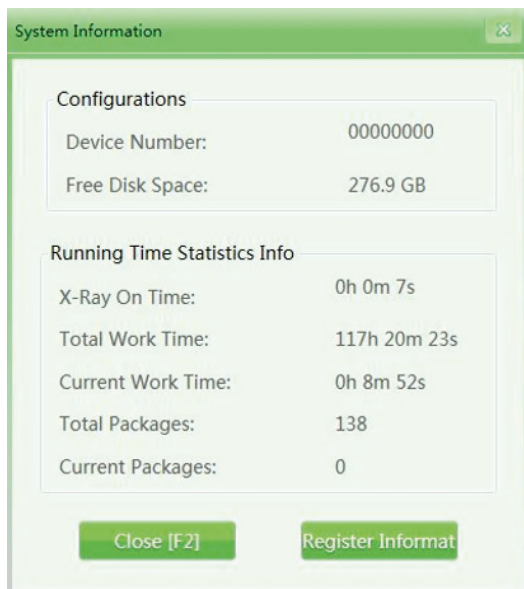 System Information
Configurations
Device Number: 00000000
Free Disk Space: 276.9 GB
Running Time Statistics Info
X-Ray On Time: 0h 0m 7s
Total Work Time: 117h 20m 23s
Current Work Time: 0h 8m 52s
Total Packages: 138
Current Packages: 0
Close [F2] Register Informat